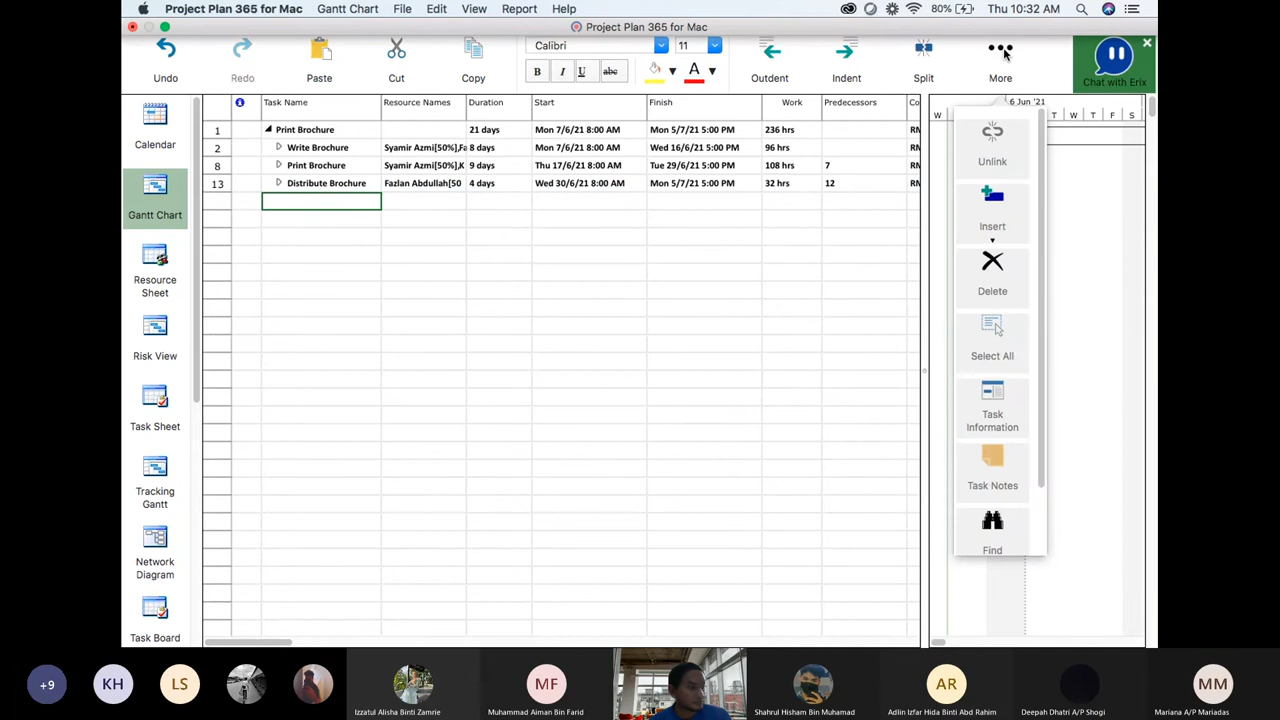 Project Plan 365 for Mac Gantt Chart File Edit View Report Help 80% Thu 10:32 AM
Project Plan 365 for Mac
Undo Redo Paste Cut Copy Calibri 11 B I U abc A Outdent Indent Split More Chat with Erix
Task Name Resource Names Duration Start Finish Work Predecessors Co
1 Print Brochure 21 days Mon 7/6/21 8:00 AM Mon 5/7/21 5:00 PM 236 hrs RM
2 Write Brochure Syamir Azmi[50%],Fa 8 days Mon 7/6/21 8:00 AM Wed 16/6/21 5:00 PM 96 hrs RM
8 Print Brochure Syamir Azmi[50%],K 9 days Thu 17/6/21 8:00 AM Tue 29/6/21 5:00 PM 108 hrs 7 RM
13 Distribute Brochure Fazlan Abdullah[50 4 days Wed 30/6/21 8:00 AM Mon 5/7/21 5:00 PM 32 hrs 12 RM
6 Jun '21
W T W T F S
Calendar
Gantt Chart
Resource
Sheet
Risk View
Task Sheet
Tracking
Gantt
Network
Diagram
Task Board
Unlink
Insert
Delete
Select All
Task
Information
Task Notes
Find
+9 KH LS MF AR MM
Izzatul Alisha Binti Zamrie Muhammad Aiman Bin Farid Shahrul Hisham Bin Muhamad Adlin Izfar Hida Binti Abd Rahim Deepah Dhatri A/P Shogi Mariana A/P Mariadas